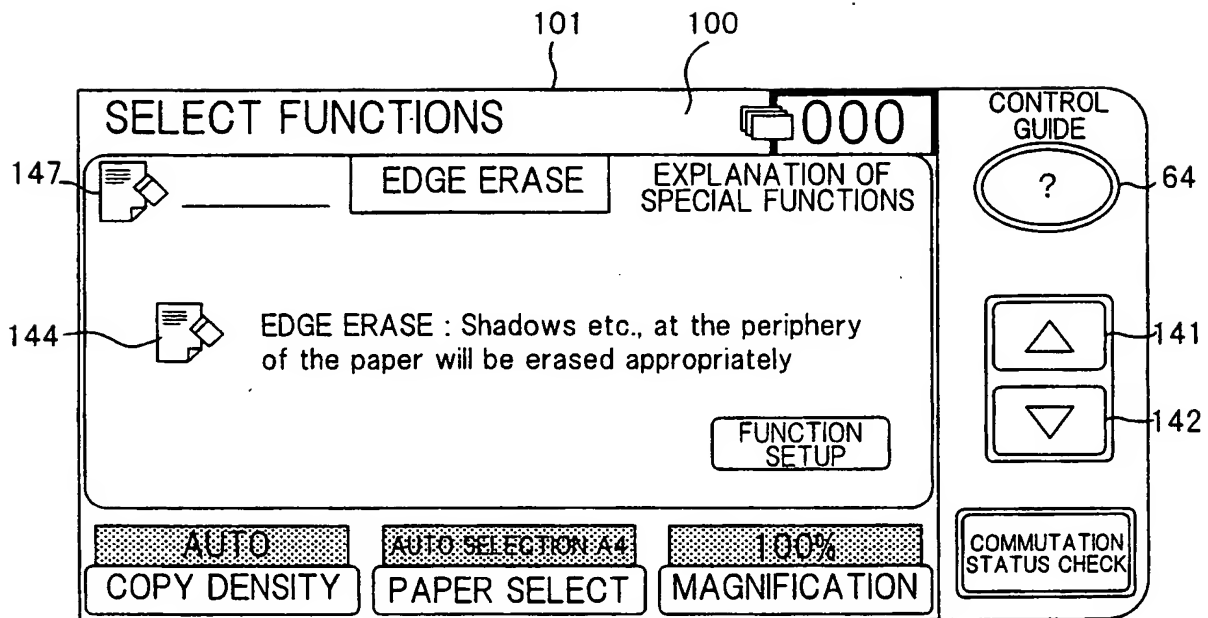 101 100
SELECT FUNCTIONS 000
CONTROL
GUIDE
147 EDGE ERASE
EXPLANATION OF
SPECIAL FUNCTIONS
? 64
144
EDGE ERASE : Shadows etc., at the periphery
of the paper will be erased appropriately
141
142
FUNCTION
SETUP
AUTO AUTO SELECTION A4 100%
COPY DENSITY PAPER SELECT MAGNIFICATION
COMMUTATION
STATUS CHECK